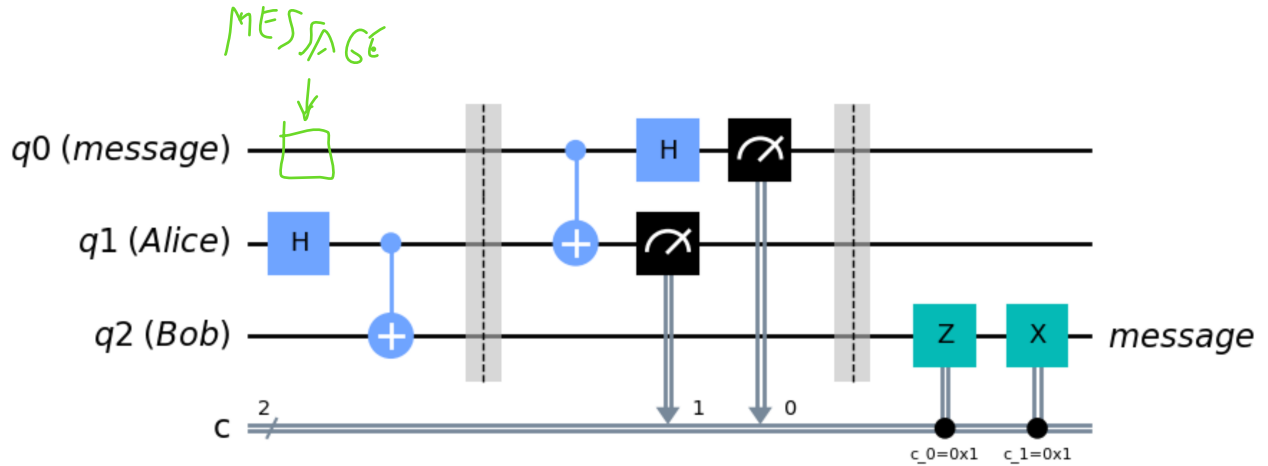 MESSAGE
q0 (message)
H
q1 (Alice)
H
q2 (Bob)
Z
X
message
c
2
1
0
c_0=0x1
c_1=0x1